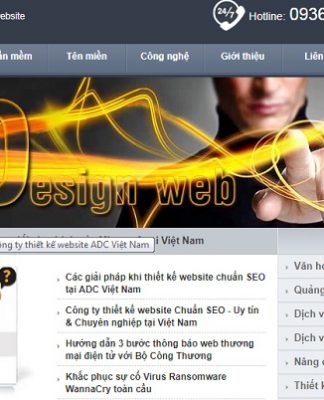 ebsite
24/7 Hotline: 0936
mềm Tên miền Công nghệ Giới thiệu Liên
Design web
Việt Nam
ng ty thiết kế website ADC Việt Nam
Các giải pháp khi thiết kế website chuẩn SEO
tại ADC Việt Nam
Công ty thiết kế website Chuẩn SEO - Uy tín
& Chuyên nghiệp tại Việt Nam
Hướng dẫn 3 bước thông báo web thương
mại điện tử với Bộ Công Thương
Khắc phục sự cố Virus Ransomware
WannaCry toàn cầu
Văn h
Quảng
Dịch v
Dịch v
Nâng c
Thiết k